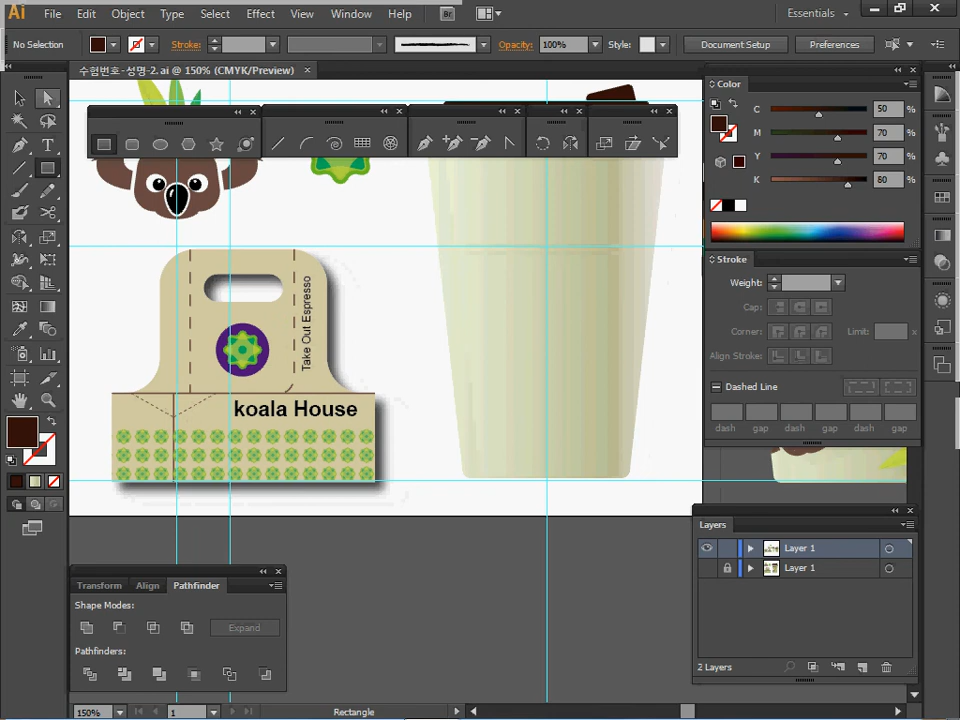 Ai File Edit Object Type Select Effect View Window Help Br Essentials
No Selection Stroke: Opacity: 100% Style: Document Setup Preferences
수험번호-성명-2.ai @ 150% (CMYK/Preview) ×
Color
C 50 %
M 70 %
Y 70 %
K 80 %
Stroke
Weight:
Cap:
Corner: Limit: x
Align Stroke:
Dashed Line
dash gap dash gap dash gap
Take Out Espresso
koala House
Layers
Layer 1
Layer 1
2 Layers
Transform Align Pathfinder
Shape Modes:
Expand
Pathfinders:
150% 1 Rectangle